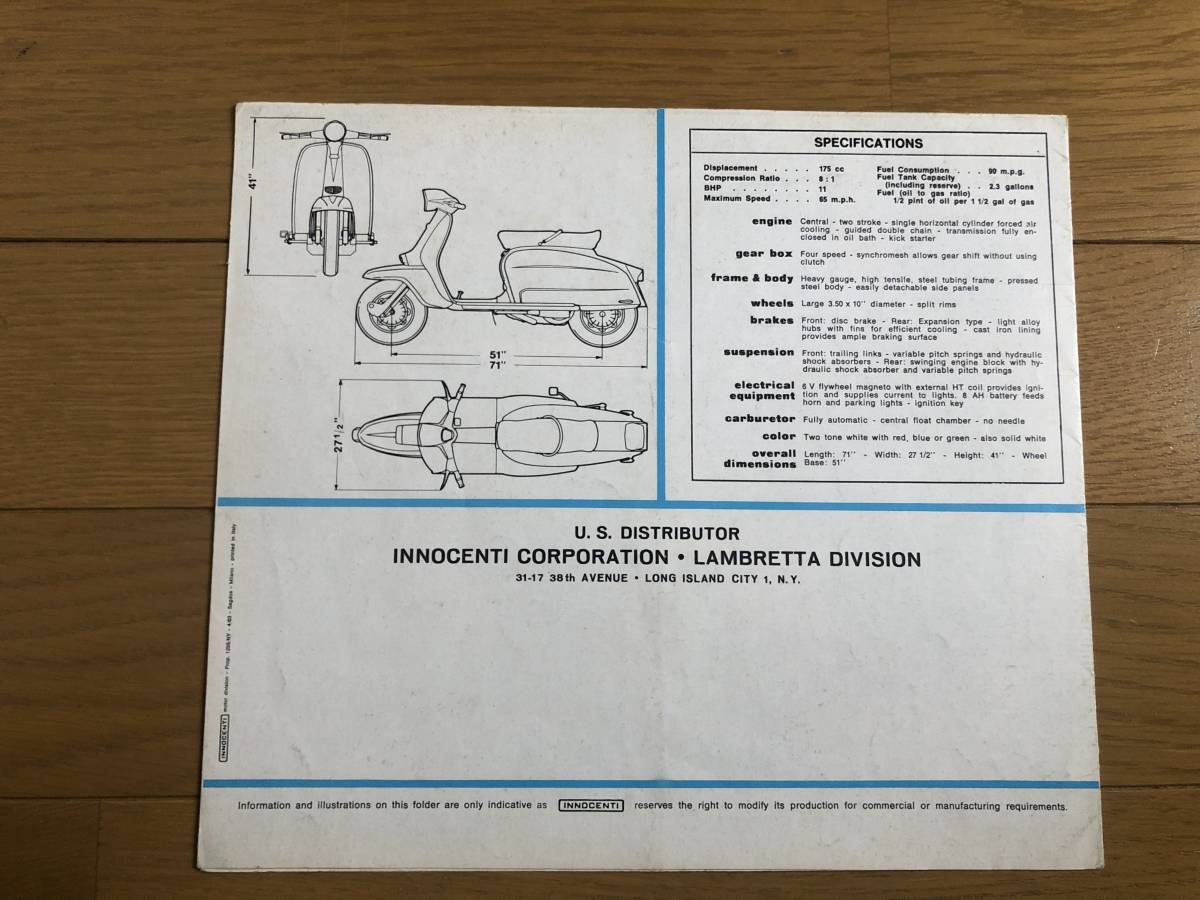 41"
51"
71"
27 1/2"
SPECIFICATIONS
Displacement . . . . . 175 cc
Compression Ratio . . . 8 : 1
BHP . . . . . . . . 11
Maximum Speed . . . . 65 m.p.h.
Fuel Consumption . . . 90 m.p.g.
Fuel Tank Capacity
(including reserve) . . 2.3 gallons
Fuel (oil to gas ratio)
1/2 pint of oil per 1 1/2 gal of gas
engine Central - two stroke - single horizontal cylinder forced air
cooling - guided double chain - transmission fully en-
closed in oil bath - kick starter
gear box Four speed - synchromesh allows gear shift without using
clutch
frame & body Heavy gauge, high tensile, steel tubing frame - pressed
steel body - easily detachable side panels
wheels Large 3.50 x 10" diameter - split rims
brakes Front: disc brake - Rear: Expansion type - light alloy
hubs with fins for efficient cooling - cast iron lining
provides ample braking surface
suspension Front: trailing links - variable pitch springs and hydraulic
shock absorbers - Rear: swinging engine block with hy-
draulic shock absorber and variable pitch springs
electrical equipment 6 V flywheel magneto with external HT coil provides igni-
tion and supplies current to lights. 8 AH battery feeds
horn and parking lights - ignition key
carburetor Fully automatic - central float chamber - no needle
color Two tone white with red, blue or green - also solid white
overall dimensions Length: 71" - Width: 27 1/2" - Height: 41" - Wheel
Base: 51"
U. S. DISTRIBUTOR
INNOCENTI CORPORATION • LAMBRETTA DIVISION
31-17 38th AVENUE • LONG ISLAND CITY 1, N.Y.
INNOCENTI motor division - Prop. - Milano - printed in Italy
Information and illustrations on this folder are only indicative as INNOCENTI reserves the right to modify its production for commercial or manufacturing requirements.